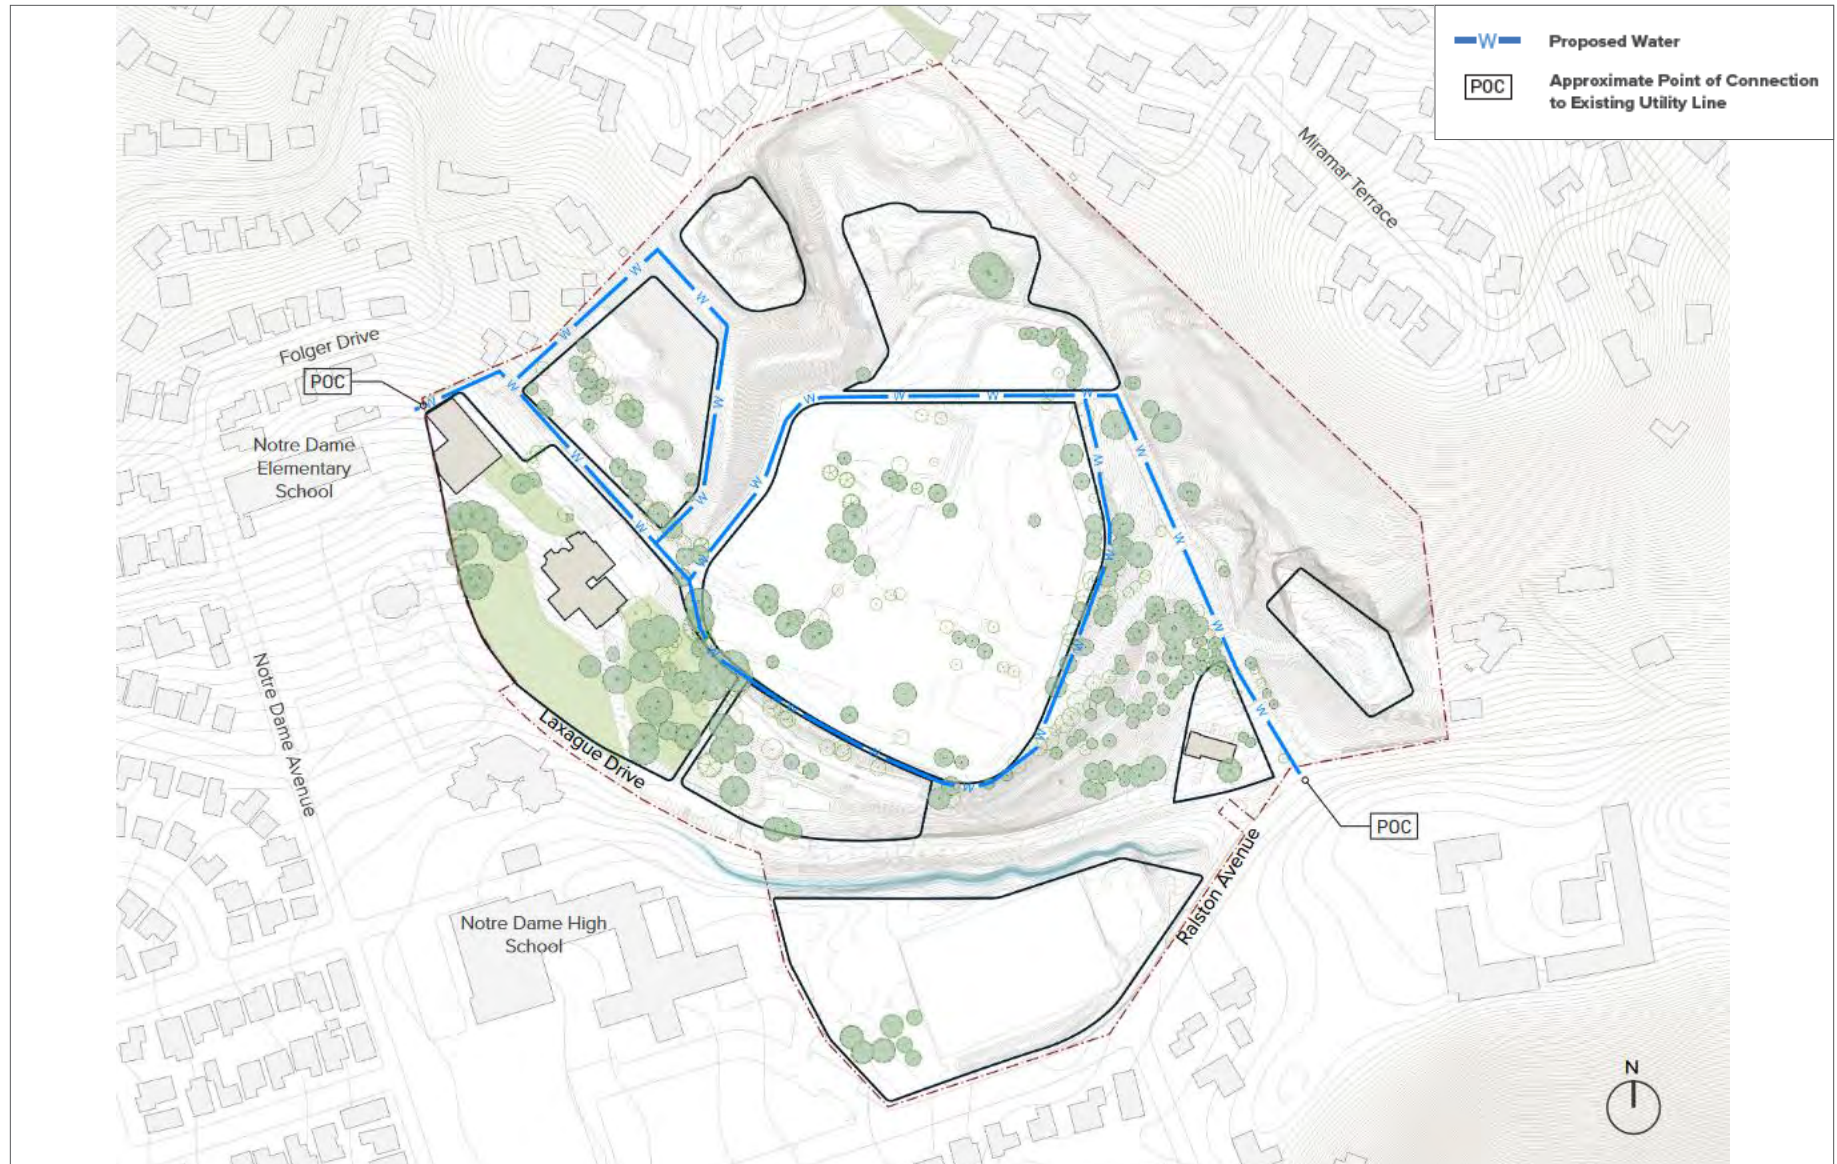 W
Proposed Water
POC
Approximate Point of Connection
to Existing Utility Line
Miramar Terrace
W
W
Folger Drive
W
POC
W
W
W
W
W
W
W
W
Notre Dame
Elementary
School
W
W
W
W
W
W
W
W
W
W
Notre Dame Avenue
W
W
Laxague Drive
W
W
W
W
POC
Ralston Avenue
Notre Dame High
School
N